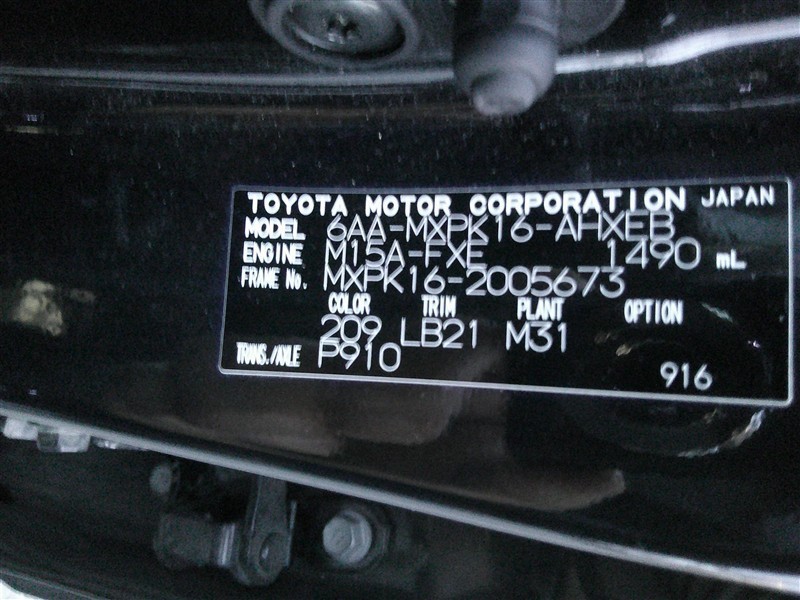 TOYOTA MOTOR CORPORATION JAPAN
MODEL 6AA-MXPK16-AHXEB
ENGINE M15A-FXE 1490 mL
FRAME No. MXPK16-2005673
COLOR TRIM PLANT OPTION
209 LB21 M31
TRANS./AXLE P910
916